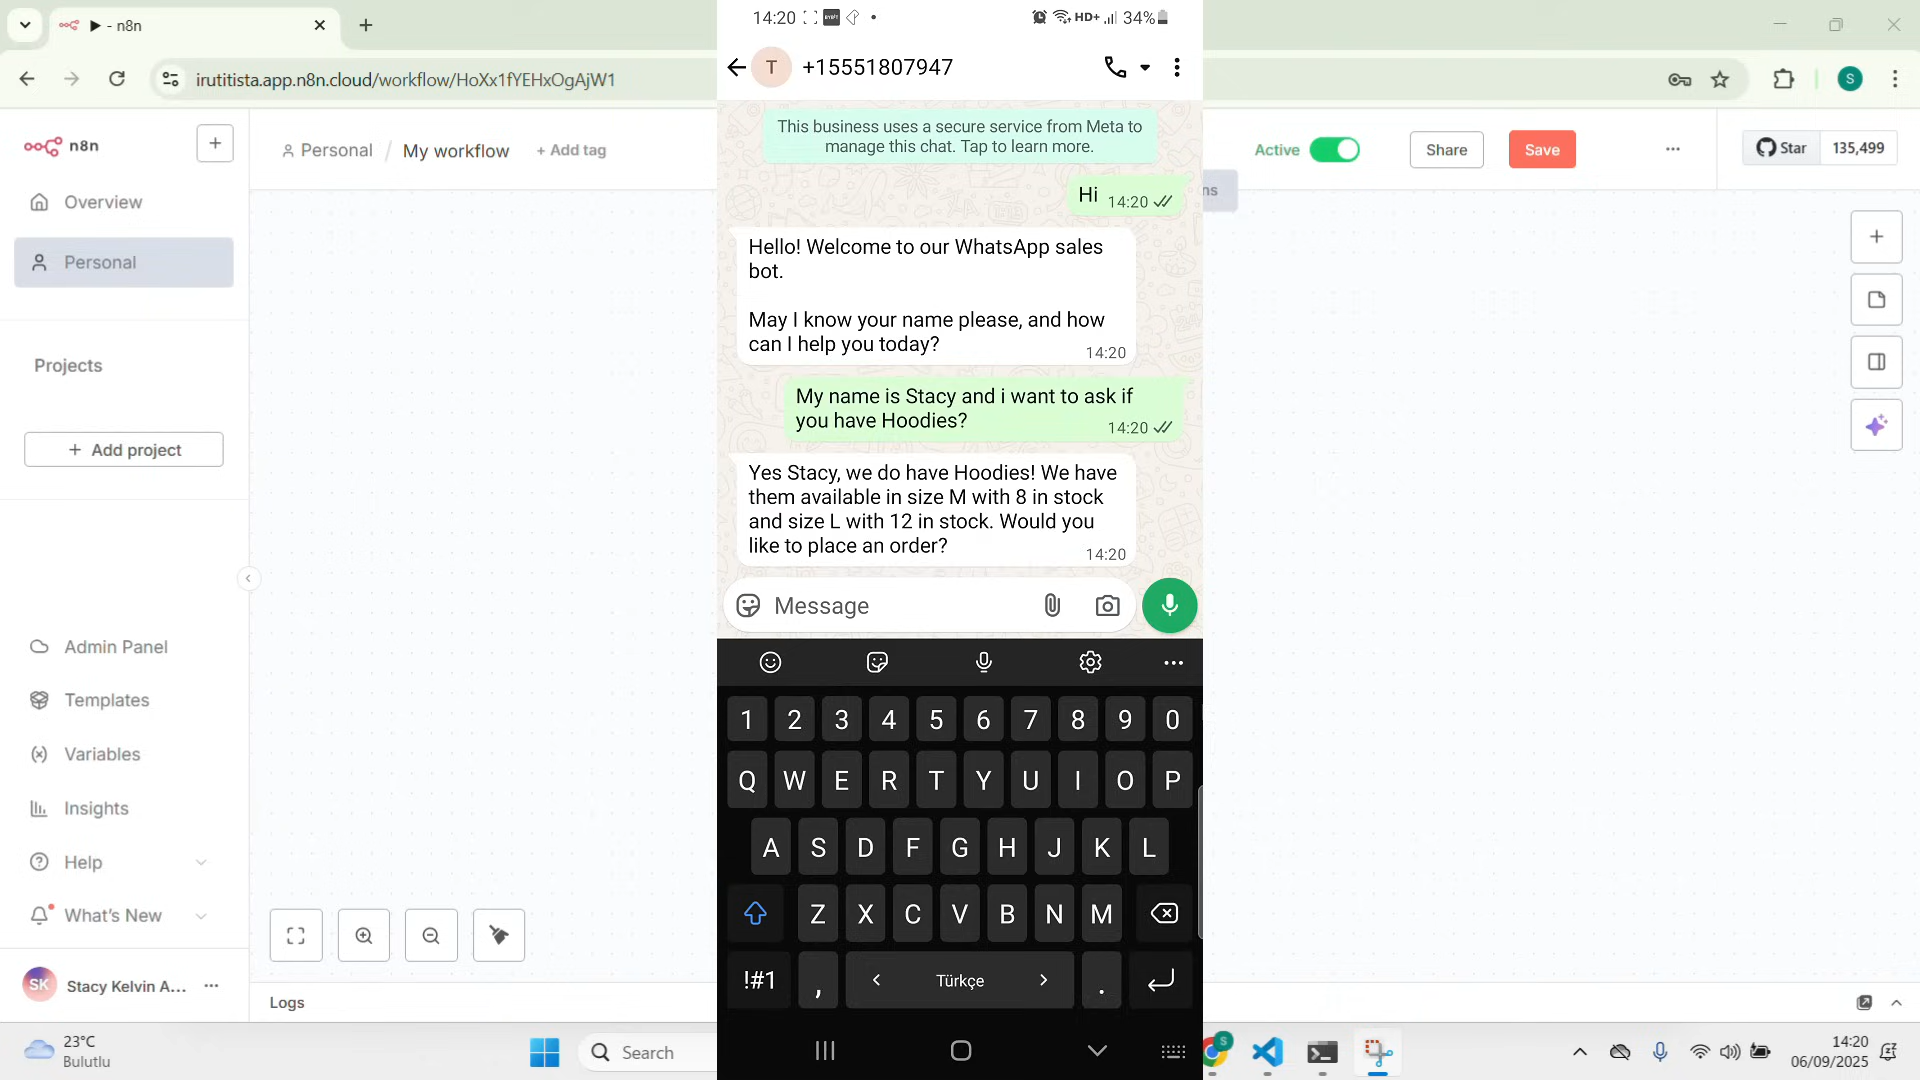 - n8n
irutitista.app.n8n.cloud/workflow/HoXx1fYEHxOgAjW1
S
n8n
Personal / My workflow + Add tag
Active
Share
Save
Star 135,499
ns
Overview
Personal
Projects
+ Add project
Admin Panel
Templates
Variables
Insights
Help
What's New
SK Stacy Kelvin A...
Logs
14:20
HD+ 34%
T +15551807947
This business uses a secure service from Meta to
manage this chat. Tap to learn more.
Hi 14:20
Hello! Welcome to our WhatsApp sales
bot.
May I know your name please, and how
can I help you today? 14:20
My name is Stacy and i want to ask if
you have Hoodies? 14:20
Yes Stacy, we do have Hoodies! We have
them available in size M with 8 in stock
and size L with 12 in stock. Would you
like to place an order? 14:20
Message
1 2 3 4 5 6 7 8 9 0
Q W E R T Y U I O P
A S D F G H J K L
Z X C V B N M
!#1 , < Türkçe > .
23°C
Bulutlu
Search
S
14:20
06/09/2025